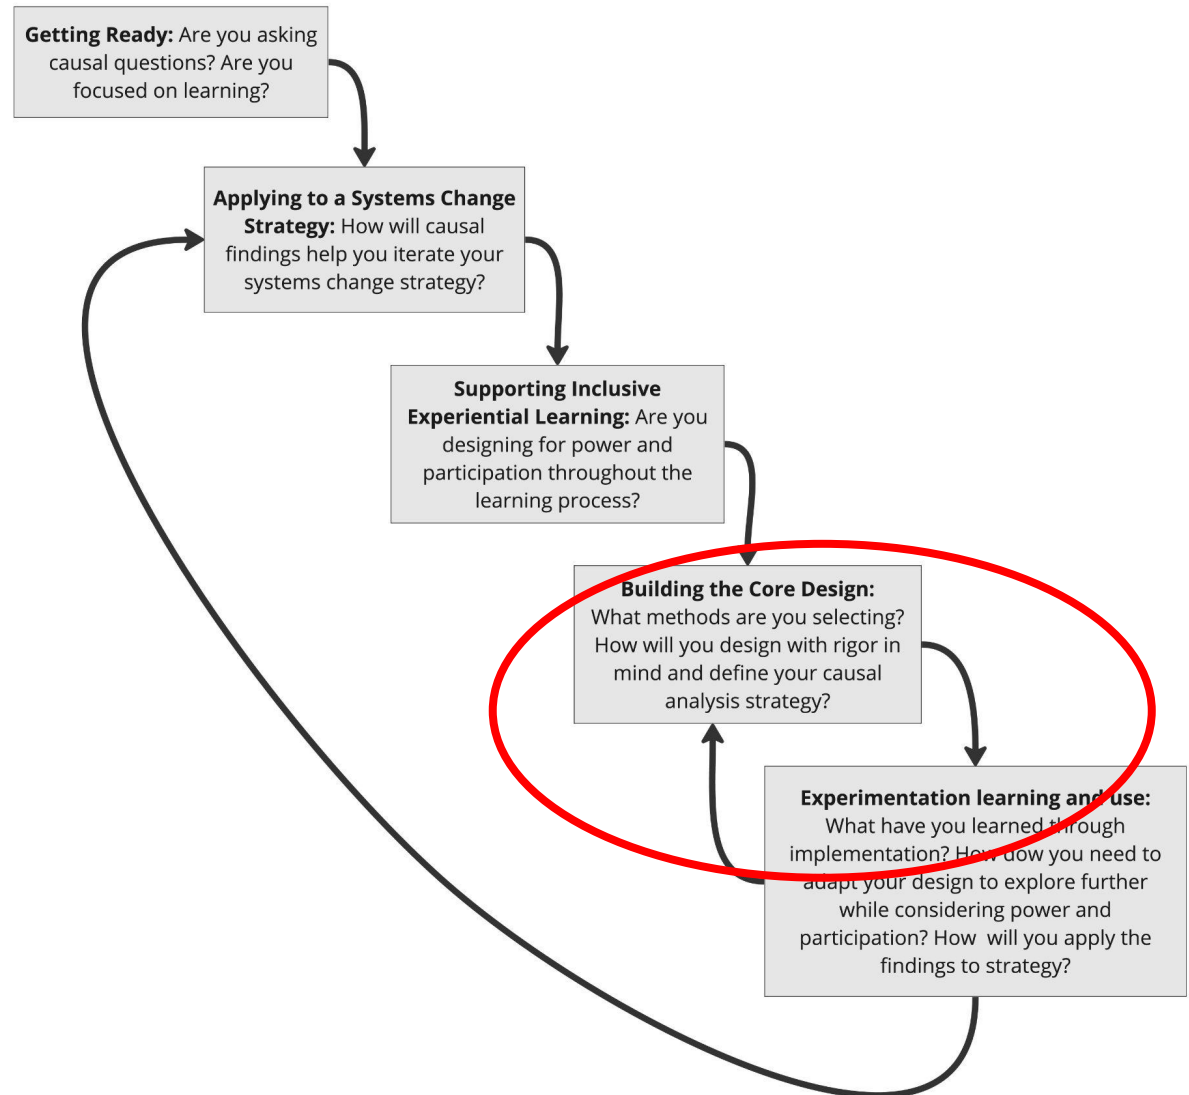 Getting Ready: Are you asking
causal questions? Are you
focused on learning?
Applying to a Systems Change
Strategy: How will causal
findings help you iterate your
systems change strategy?
Supporting Inclusive
Experiential Learning: Are you
designing for power and
participation throughout the
learning process?
Building the Core Design:
What methods are you selecting?
How will you design with rigor in
mind and define your causal
analysis strategy?
Experimentation learning and use:
What have you learned through
implementation? How dow you need to
adapt your design to explore further
while considering power and
participation? How will you apply the
findings to strategy?